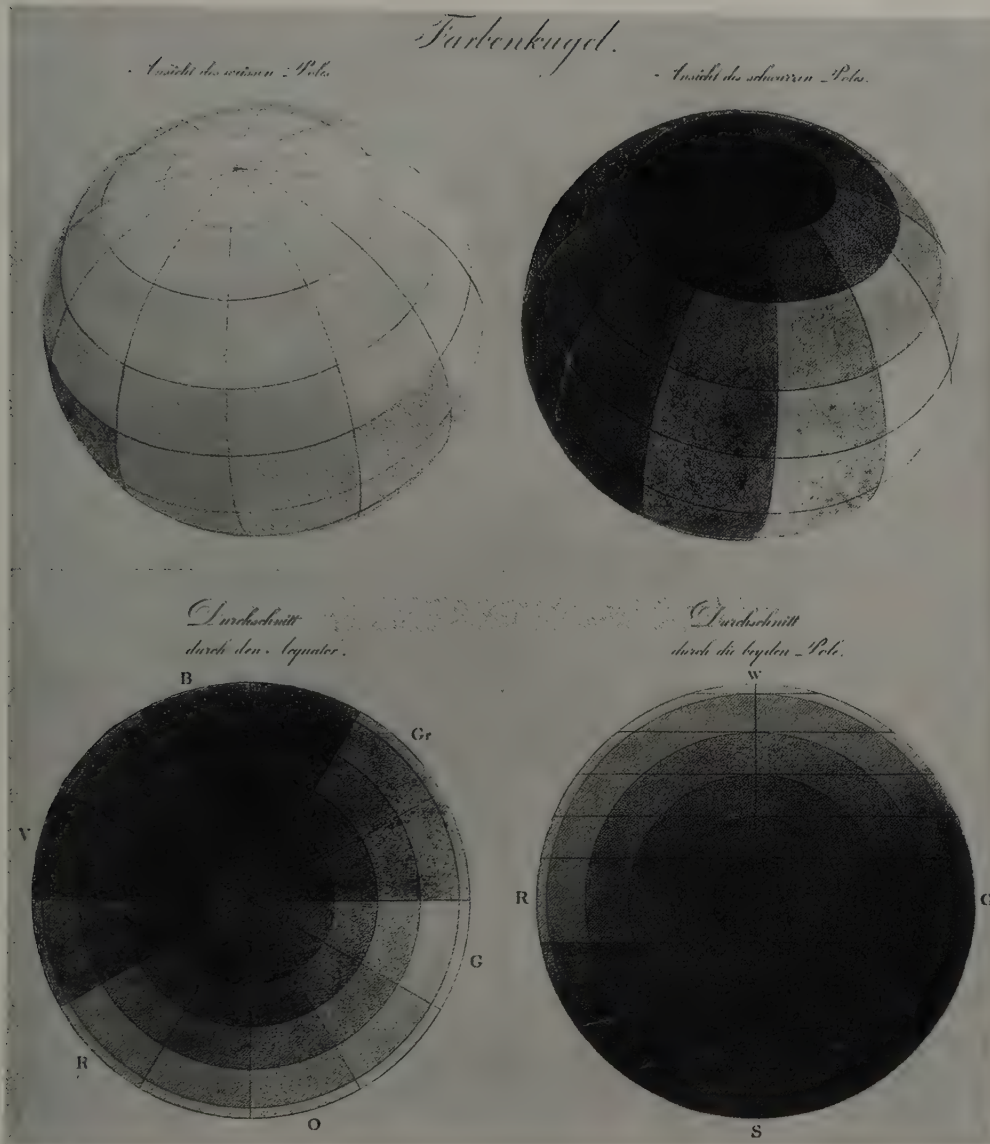 Farbenkugel.
Ansicht des weissen Poles
Ansicht des schwarzen Poles.
Durchschnitt
durch den Aequator.
Durchschnitt
durch die beyden Pole.
B
Gr
V
G
R
O
W
R
G
S